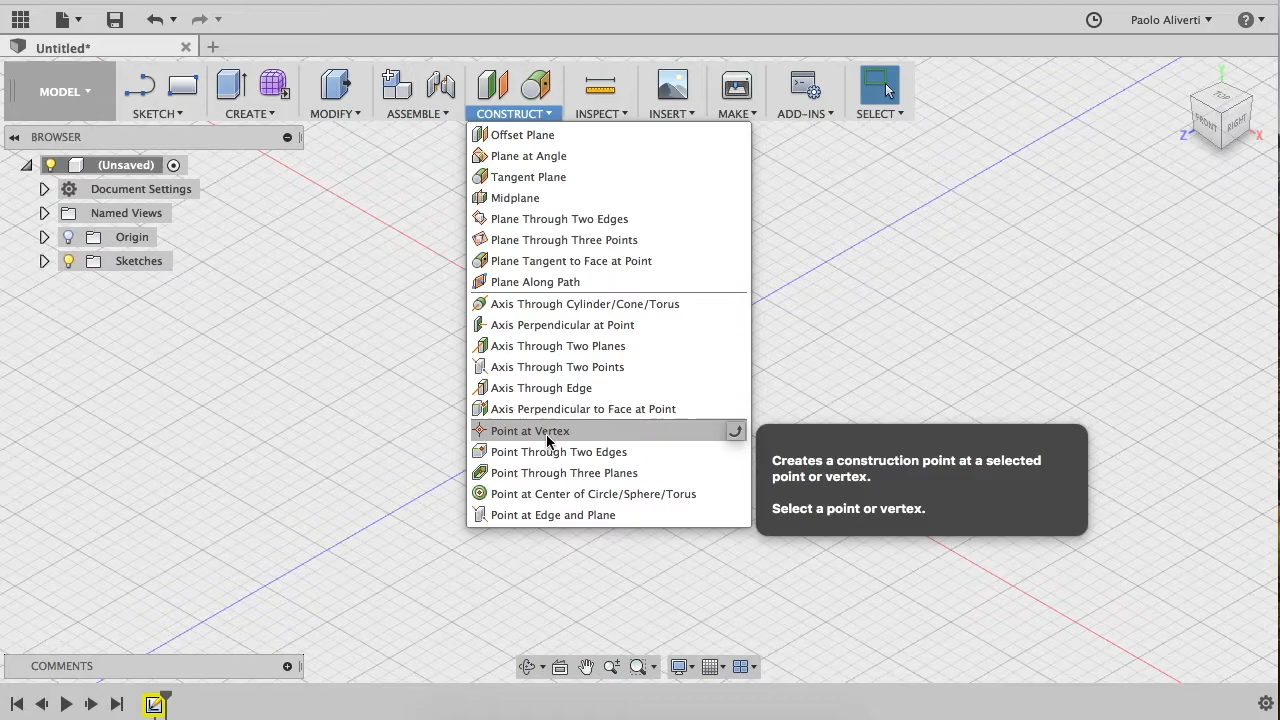 Paolo Aliverti
Untitled*
MODEL
SKETCH
CREATE
MODIFY
ASSEMBLE
CONSTRUCT
INSPECT
INSERT
MAKE
ADD-INS
SELECT
BROWSER
(Unsaved)
Document Settings
Named Views
Origin
Sketches
Offset Plane
Plane at Angle
Tangent Plane
Midplane
Plane Through Two Edges
Plane Through Three Points
Plane Tangent to Face at Point
Plane Along Path
Axis Through Cylinder/Cone/Torus
Axis Perpendicular at Point
Axis Through Two Planes
Axis Through Two Points
Axis Through Edge
Axis Perpendicular to Face at Point
Point at Vertex
Point Through Two Edges
Point Through Three Planes
Point at Center of Circle/Sphere/Torus
Point at Edge and Plane
Creates a construction point at a selected
point or vertex.
Select a point or vertex.
Y
TOP
FRONT
RIGHT
Z
X
COMMENTS